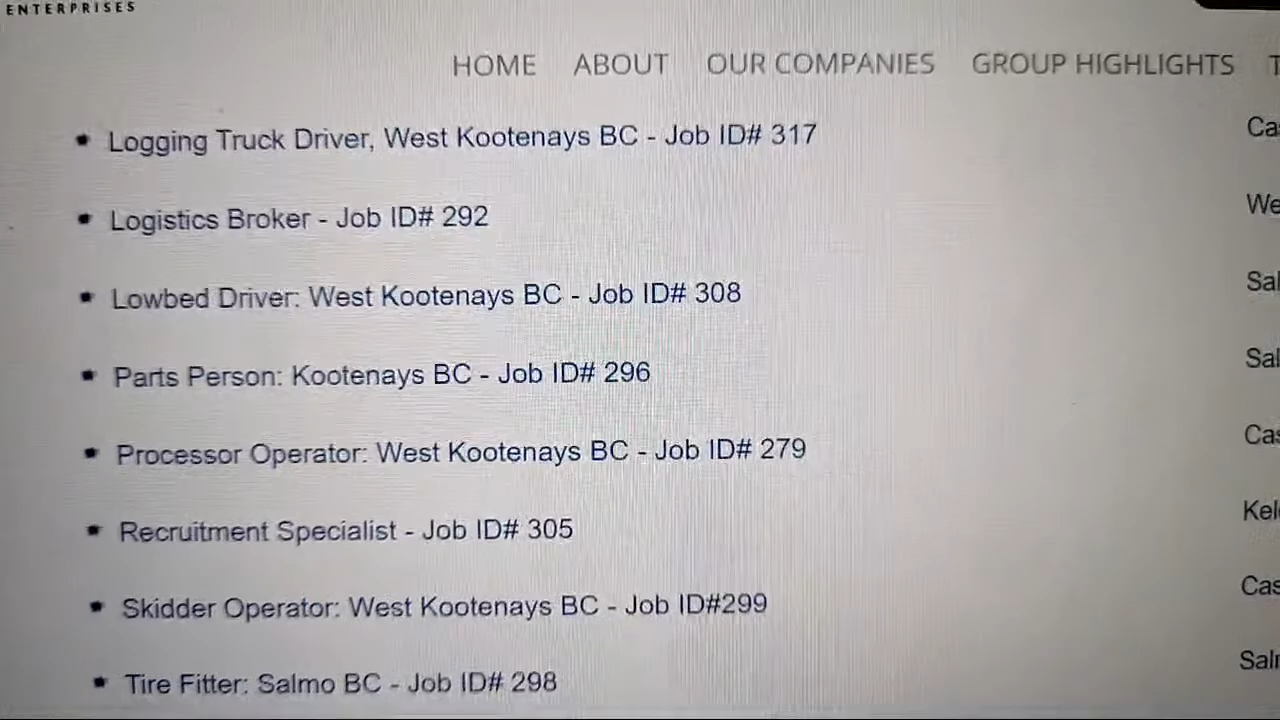 ENTERPRISES
HOME ABOUT OUR COMPANIES GROUP HIGHLIGHTS
Logging Truck Driver, West Kootenays BC - Job ID# 317
Logistics Broker - Job ID# 292
Lowbed Driver: West Kootenays BC - Job ID# 308
Parts Person: Kootenays BC - Job ID# 296
Processor Operator: West Kootenays BC - Job ID# 279
Recruitment Specialist - Job ID# 305
Skidder Operator: West Kootenays BC - Job ID#299
Tire Fitter: Salmo BC - Job ID# 298